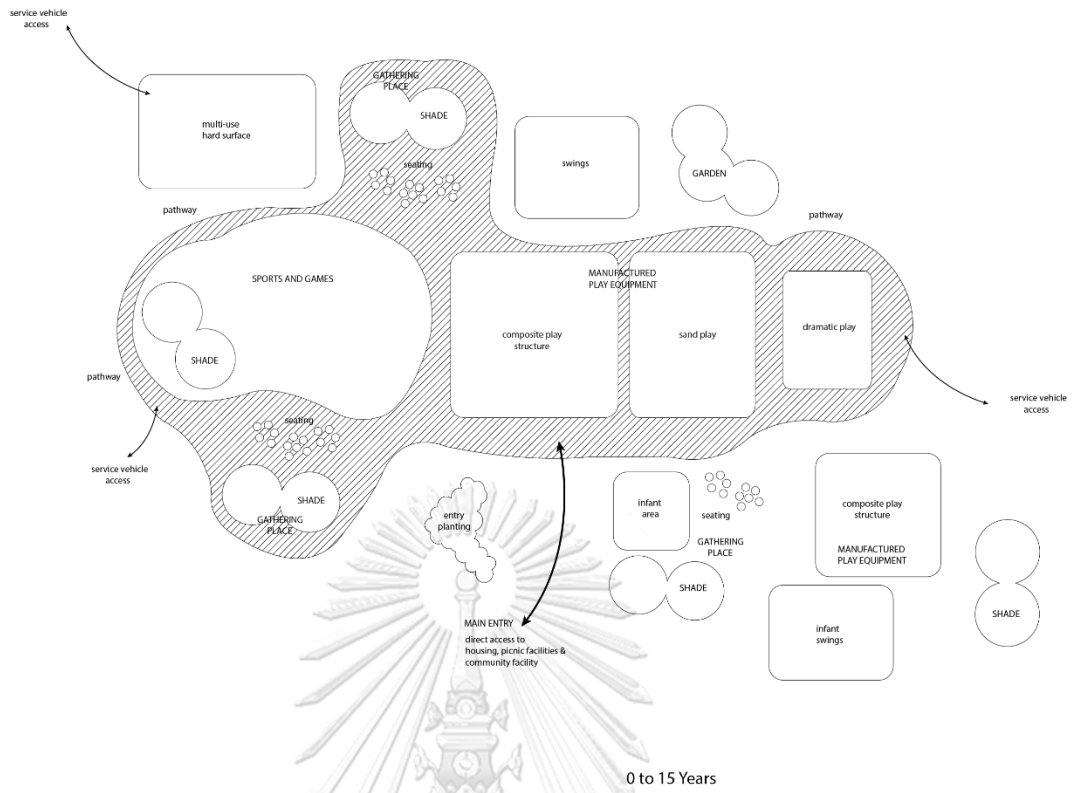 service vehicle
access
multi-use
hard surface
GATHERING
PLACE
SHADE
seating
swings
GARDEN
pathway
pathway
SPORTS AND GAMES
MANUFACTURED
PLAY EQUIPMENT
composite play
structure
sand play
dramatic play
SHADE
pathway
service vehicle
access
seating
service vehicle
access
SHADE
GATHERING
PLACE
entry
planting
infant
area
seating
GATHERING
PLACE
SHADE
composite play
structure
MANUFACTURED
PLAY EQUIPMENT
SHADE
infant
swings
MAIN ENTRY
direct access to
housing, picnic facilities &
community facility
0 to 15 Years